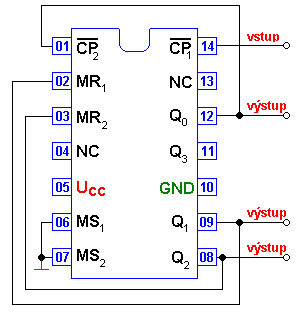 01 CP2 CP1 14 vstup
02 MR1 NC 13
03 MR2 Q0 12 výstup
04 NC Q3 11
05 UCC GND 10
06 MS1 Q1 09 výstup
07 MS2 Q2 08 výstup